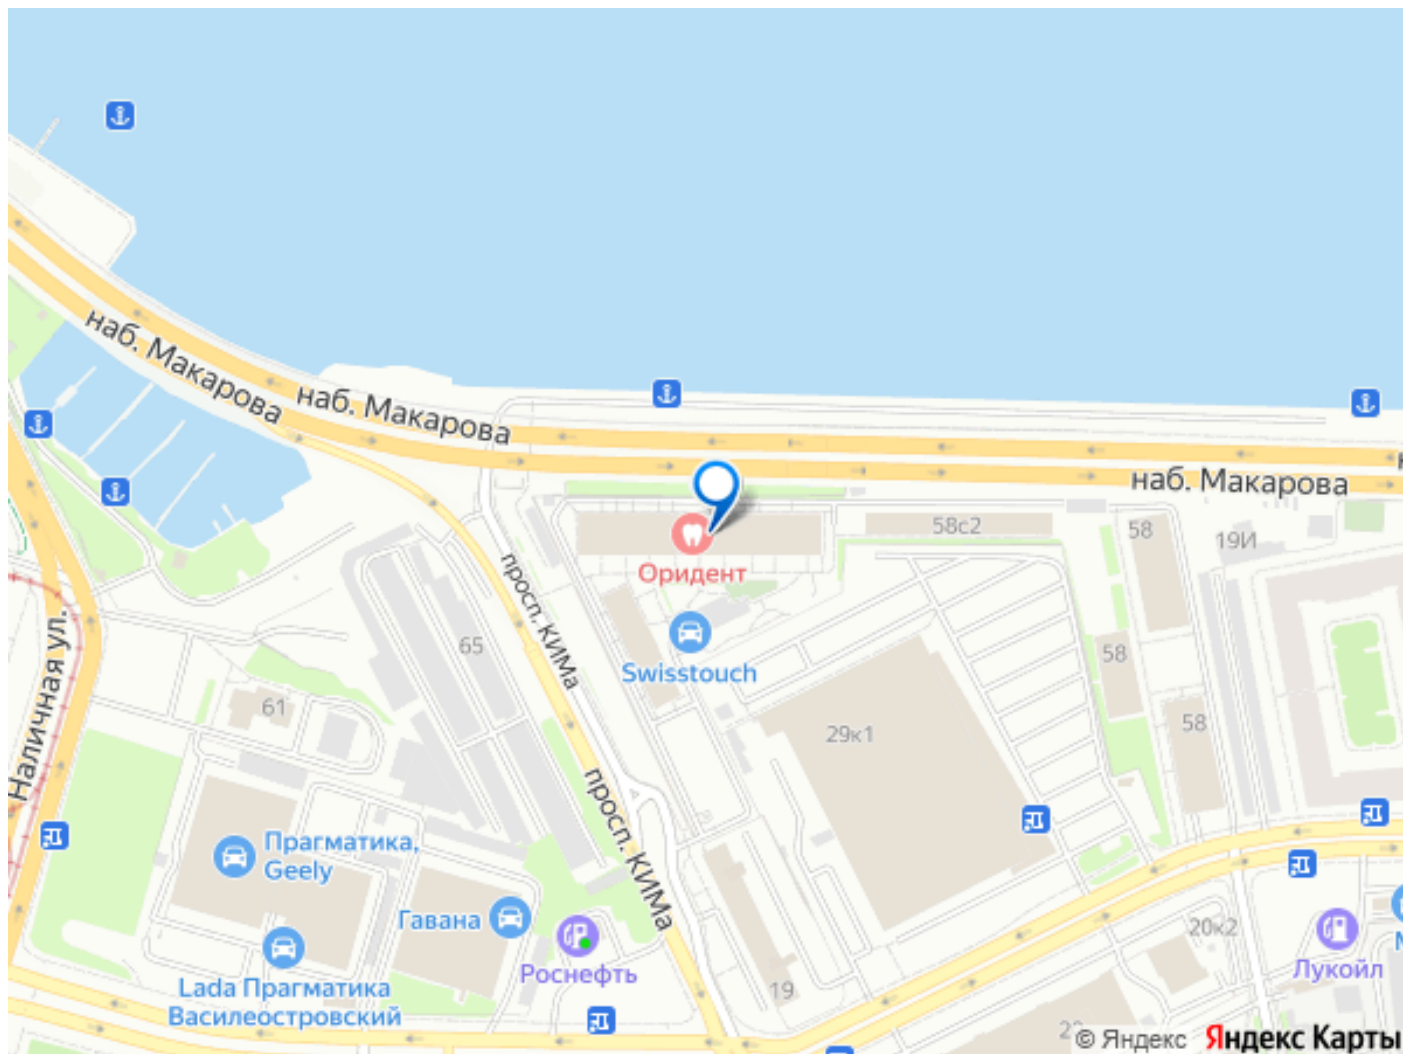 наб. Макарова
наб. Макарова
наб. Макарова
58с2
58
19И
Оридент
просп. КИМа
65
58
Swisstouch
Наличная ул.
61
58
29к1
просп. КИМа
Прагматика,
Geely
Гавана
20к2
Роснефть
Лукойл
Lada Прагматика
Василеостровский
19
© Яндекс Яндекс Карты